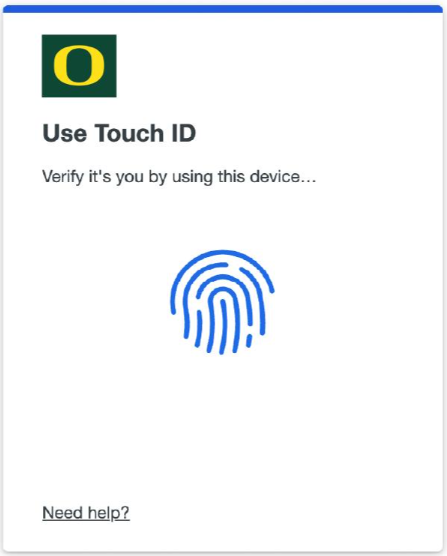 O
Use Touch ID
Verify it's you by using this device...
Need help?